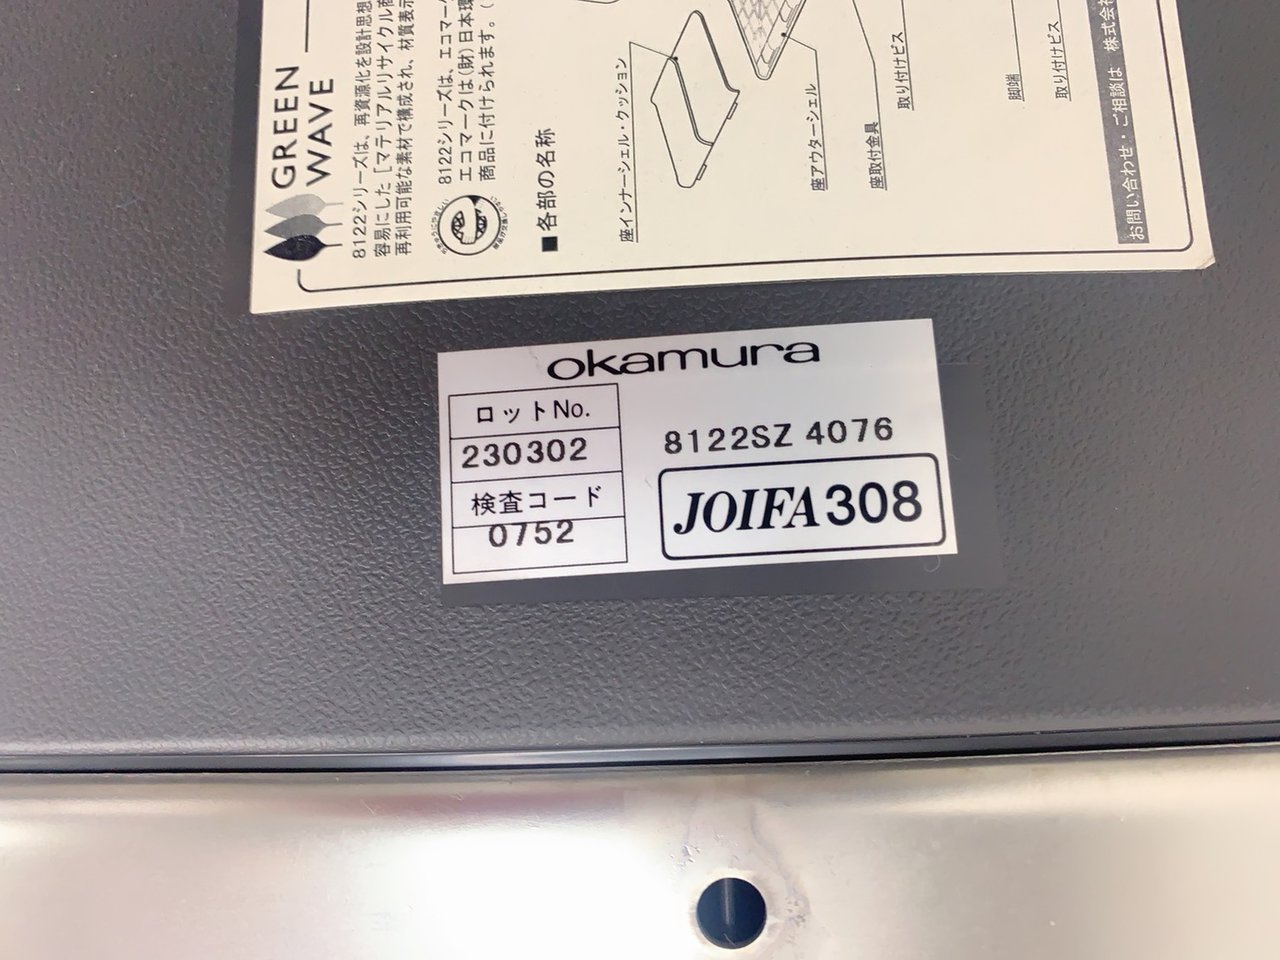 GREEN
WAVE
8122シリーズは、再資源化を設計思想
容易にした［マテリアルリサイクル
再利用可能な素材で構成され、材質表示
8122シリーズは、エコマーク
エコマークは(財)日本環
商品に付けられます。
■各部の名称
座インナーシェル・クッション
座アウターシェル
座取付金具
取り付けビス
脚端
取り付けビス
お問い合わせ・ご相談は 株式会社
okamura
ロットNo.
230302
8122SZ 4076
検査コード
0752
JOIFA308